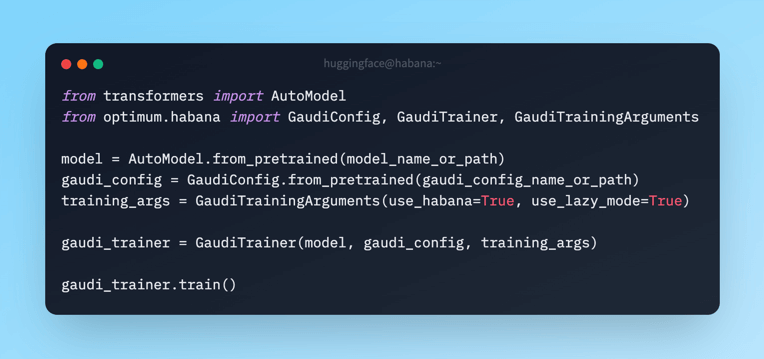 huggingface@habana:~
from transformers import AutoModel
from optimum.habana import GaudiConfig, GaudiTrainer, GaudiTrainingArguments
model = AutoModel.from_pretrained(model_name_or_path)
gaudi_config = GaudiConfig.from_pretrained(gaudi_config_name_or_path)
training_args = GaudiTrainingArguments(use_habana=True, use_lazy_mode=True)
gaudi_trainer = GaudiTrainer(model, gaudi_config, training_args)
gaudi_trainer.train()